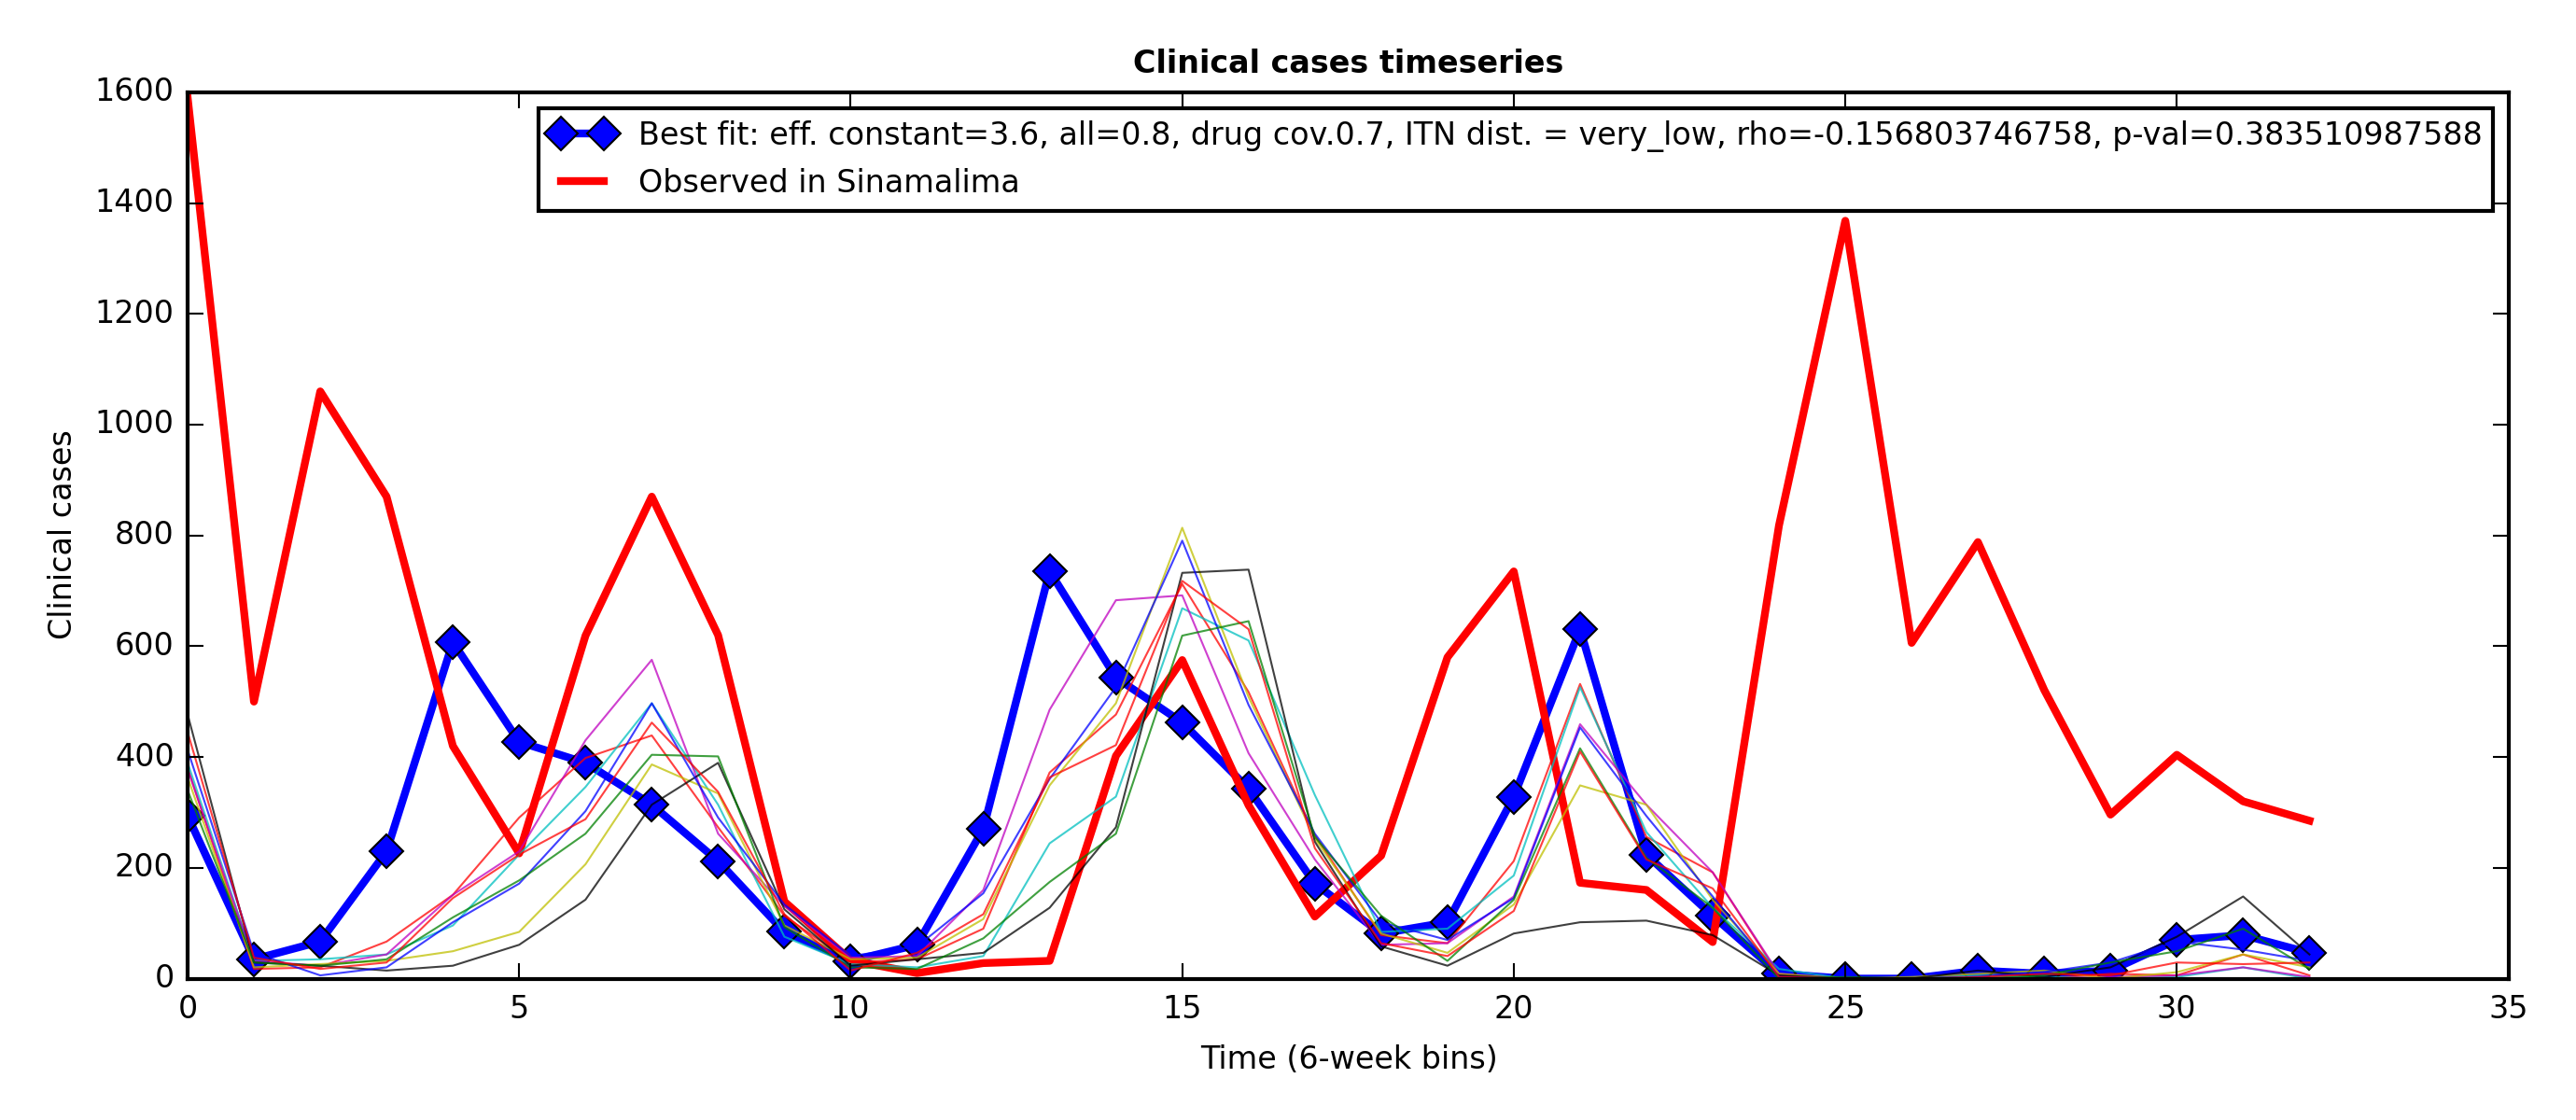 Clinical cases timeseries
Best fit: eff. constant=3.6, all=0.8, drug cov.0.7, ITN dist. = very_low, rho=-0.156803746758, p-val=0.383510987588
Observed in Sinamalima
Clinical cases
1600
1400
1200
1000
800
600
400
200
0
0 5 10 15 20 25 30 35
Time (6-week bins)